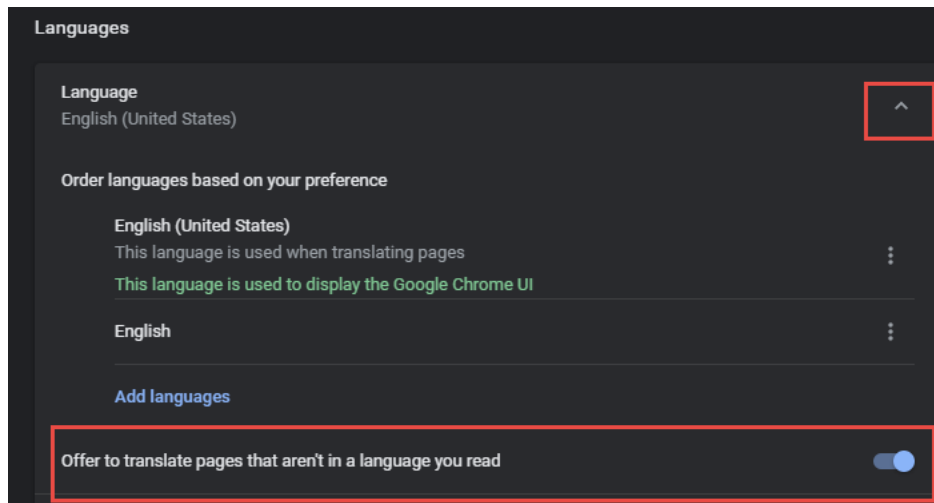 Languages
Language
English (United States)
Order languages based on your preference
English (United States)
This language is used when translating pages
This language is used to display the Google Chrome UI
English
Add languages
Offer to translate pages that aren't in a language you read